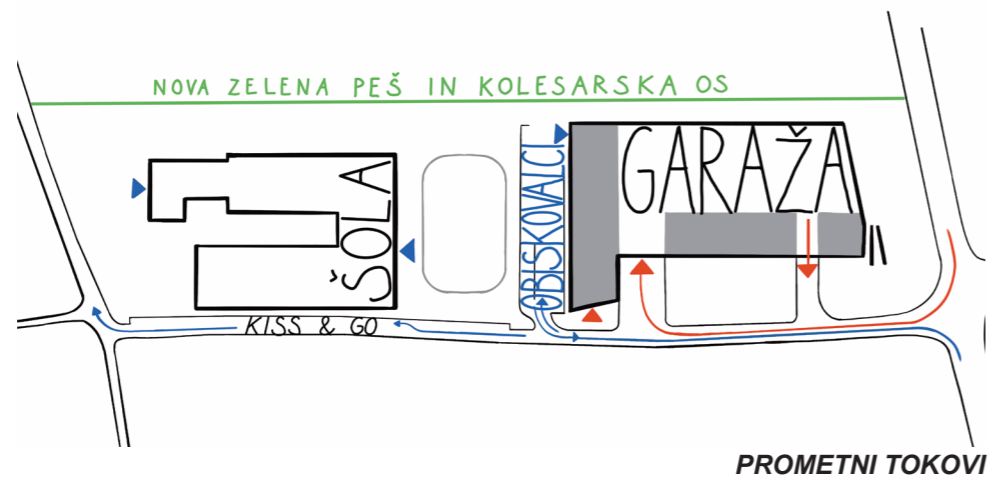 NOVA ZELENA PEŠ IN KOLESARSKA OS
ŠOLA
OBISKOVALCI
GARAŽA
KISS & GO
PROMETNI TOKOVI